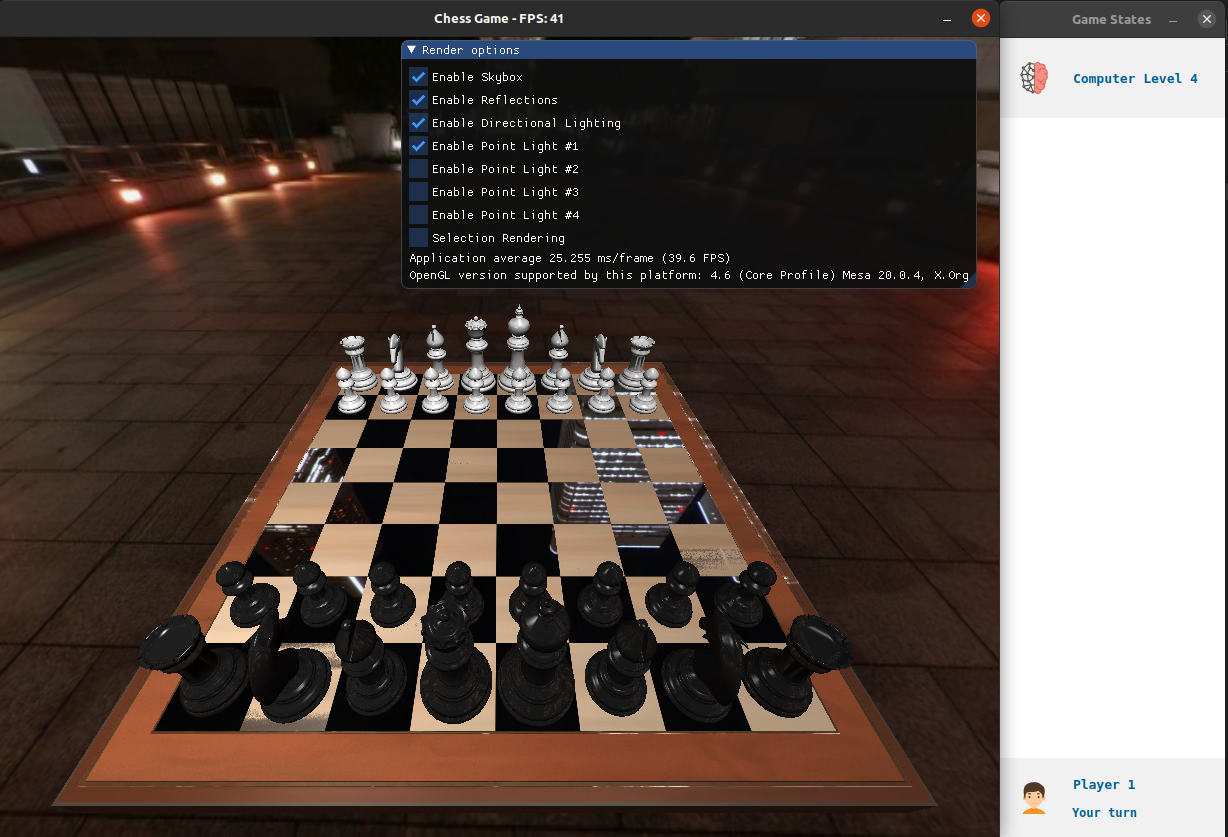 Chess Game - FPS: 41
Game States
Render options
Enable Skybox
Enable Reflections
Enable Directional Lighting
Enable Point Light #1
Enable Point Light #2
Enable Point Light #3
Enable Point Light #4
Selection Rendering
Application average 25.255 ms/frame (39.6 FPS)
OpenGL version supported by this platform: 4.6 (Core Profile) Mesa 20.0.4, X.Org
Computer Level 4
Player 1
Your turn